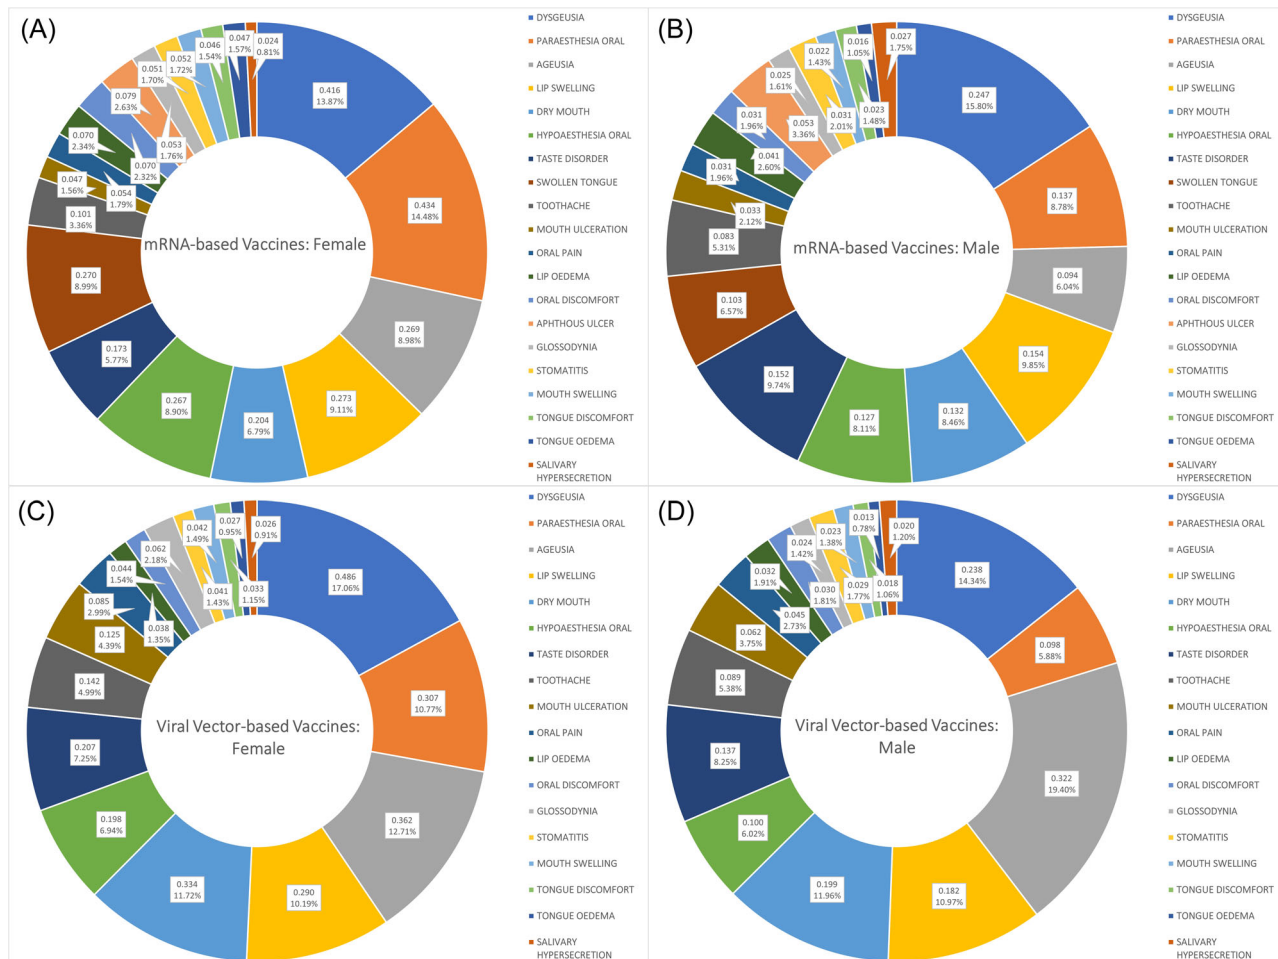 (A)
0.416
13.87%
0.434
14.48%
0.269
8.98%
0.273
9.11%
0.204
6.79%
0.267
8.90%
0.173
5.77%
0.270
8.99%
0.101
3.36%
0.047
1.56%
0.054
1.79%
0.070
2.34%
0.070
2.32%
0.079
2.63%
0.053
1.76%
0.051
1.70%
0.052
1.72%
0.046
1.54%
0.047
1.57%
0.024
0.81%
mRNA-based Vaccines: Female
DYSGEUSIA
PARAESTHESIA ORAL
AGEUSIA
LIP SWELLING
DRY MOUTH
HYPOAESTHESIA ORAL
TASTE DISORDER
SWOLLEN TONGUE
TOOTHACHE
MOUTH ULCERATION
ORAL PAIN
LIP OEDEMA
ORAL DISCOMFORT
APHTHOUS ULCER
GLOSSODYNIA
STOMATITIS
MOUTH SWELLING
TONGUE DISCOMFORT
TONGUE OEDEMA
SALIVARY
HYPERSECRETION
(B)
0.247
15.80%
0.137
8.78%
0.094
6.04%
0.154
9.85%
0.132
8.46%
0.127
8.11%
0.152
9.74%
0.103
6.57%
0.083
5.31%
0.033
2.12%
0.031
1.96%
0.041
2.60%
0.031
1.96%
0.053
3.36%
0.025
1.61%
0.031
2.01%
0.022
1.43%
0.023
1.48%
0.016
1.05%
0.027
1.75%
mRNA-based Vaccines: Male
DYSGEUSIA
PARAESTHESIA ORAL
AGEUSIA
LIP SWELLING
DRY MOUTH
HYPOAESTHESIA ORAL
TASTE DISORDER
SWOLLEN TONGUE
TOOTHACHE
MOUTH ULCERATION
ORAL PAIN
LIP OEDEMA
ORAL DISCOMFORT
APHTHOUS ULCER
GLOSSODYNIA
STOMATITIS
MOUTH SWELLING
TONGUE DISCOMFORT
TONGUE OEDEMA
SALIVARY
HYPERSECRETION
(C)
0.486
17.06%
0.307
10.77%
0.362
12.71%
0.290
10.19%
0.334
11.72%
0.198
6.94%
0.207
7.25%
0.142
4.99%
0.125
4.39%
0.085
2.99%
0.038
1.35%
0.044
1.54%
0.062
2.18%
0.041
1.43%
0.042
1.49%
0.027
0.95%
0.033
1.15%
0.026
0.91%
Viral Vector-based Vaccines:
Female
DYSGEUSIA
PARAESTHESIA ORAL
AGEUSIA
LIP SWELLING
DRY MOUTH
HYPOAESTHESIA ORAL
TASTE DISORDER
TOOTHACHE
MOUTH ULCERATION
ORAL PAIN
LIP OEDEMA
ORAL DISCOMFORT
GLOSSODYNIA
STOMATITIS
MOUTH SWELLING
TONGUE DISCOMFORT
TONGUE OEDEMA
SALIVARY
HYPERSECRETION
(D)
0.238
14.34%
0.098
5.88%
0.322
19.40%
0.182
10.97%
0.199
11.96%
0.100
6.02%
0.137
8.25%
0.089
5.38%
0.062
3.75%
0.045
2.73%
0.032
1.91%
0.030
1.81%
0.024
1.42%
0.029
1.77%
0.023
1.38%
0.013
0.78%
0.018
1.06%
0.020
1.20%
Viral Vector-based Vaccines:
Male
DYSGEUSIA
PARAESTHESIA ORAL
AGEUSIA
LIP SWELLING
DRY MOUTH
HYPOAESTHESIA ORAL
TASTE DISORDER
TOOTHACHE
MOUTH ULCERATION
ORAL PAIN
LIP OEDEMA
ORAL DISCOMFORT
GLOSSODYNIA
STOMATITIS
MOUTH SWELLING
TONGUE DISCOMFORT
TONGUE OEDEMA
SALIVARY
HYPERSECRETION